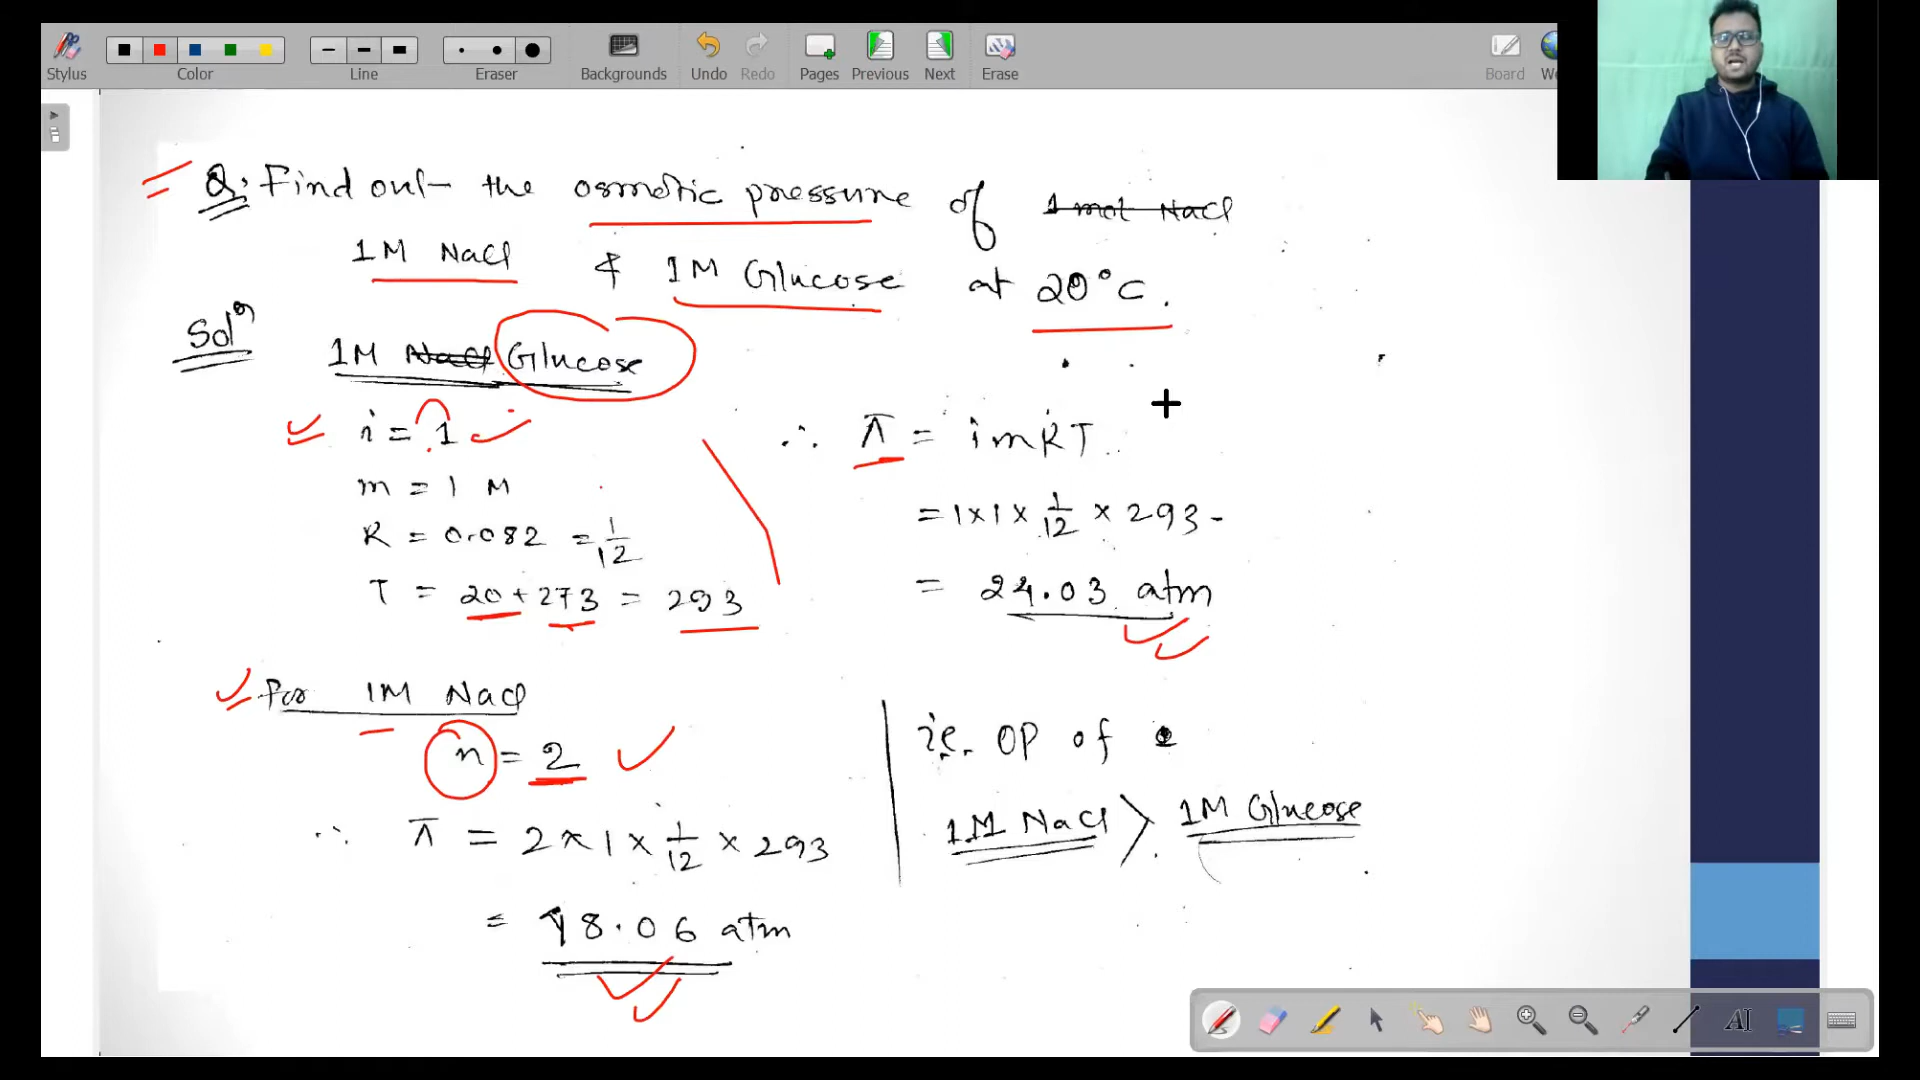 Stylus
Color
Line
Eraser
Backgrounds
Undo
Redo
Pages
Previous
Next
Erase
Board
Q. Find out the osmotic pressure of 1 mol NaCl
1M NaCl & 1M Glucose at 20°C.
Solⁿ
1M NaCl Glucose
i = 1
m = 1 M
R = 0.082 = 1/12
T = 20 + 273 = 293
∴ π = imRT
= 1 x 1 x 1/12 x 293
= 24.03 atm
For 1M NaCl
n = 2
∴ π = 2 x 1 x 1/12 x 293
= 48.06 atm
ie. OP of
1M NaCl > 1M Glucose
AI